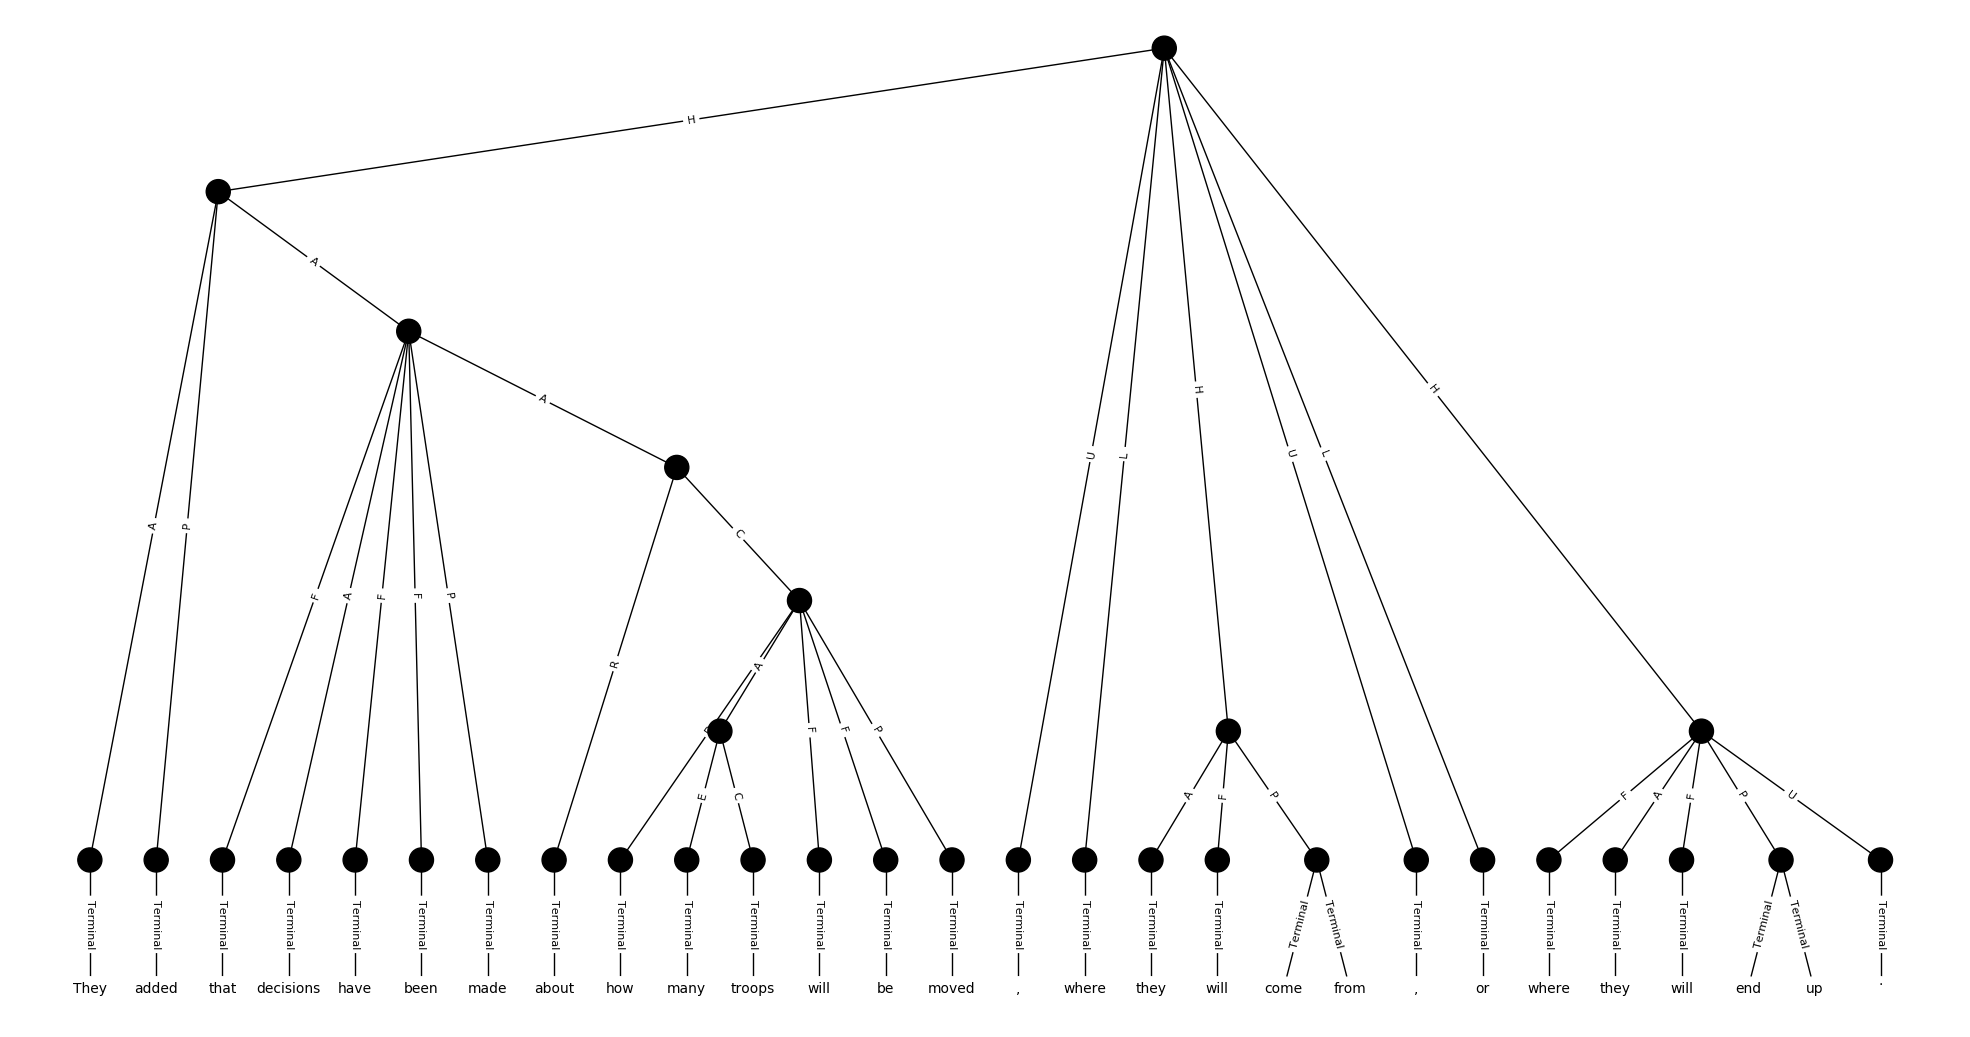 H
A
A
U
L
H
U
L
H
C
A
P
F
A
F
F
P
R
A
F
F
P
E
C
A
F
P
F
A
F
P
U
Terminal Terminal Terminal Terminal Terminal Terminal Terminal Terminal Terminal Terminal Terminal Terminal Terminal Terminal Terminal Terminal Terminal Terminal Terminal Terminal Terminal Terminal Terminal Terminal Terminal Terminal Terminal Terminal
They added that decisions have been made about how many troops will be moved , where they will come from , or where they will end up .